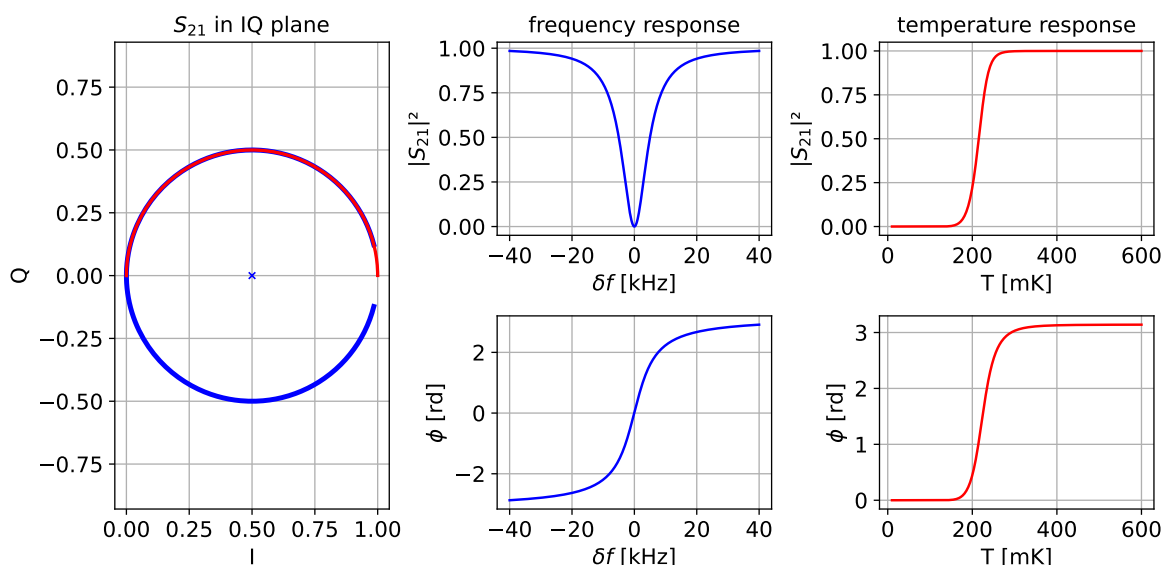 S₂₁ in IQ plane
0.75
0.50
0.25
0.00
−0.25
−0.50
−0.75
Q
0.00 0.25 0.50 0.75 1.00
I
frequency response
1.00
0.75
0.50
0.25
0.00
|S₂₁|²
−40 −20 0 20 40
δf [kHz]
temperature response
1.00
0.75
0.50
0.25
0.00
|S₂₁|²
0 200 400 600
T [mK]
2
0
−2
ϕ [rd]
−40 −20 0 20 40
δf [kHz]
3
2
1
0
ϕ [rd]
0 200 400 600
T [mK]